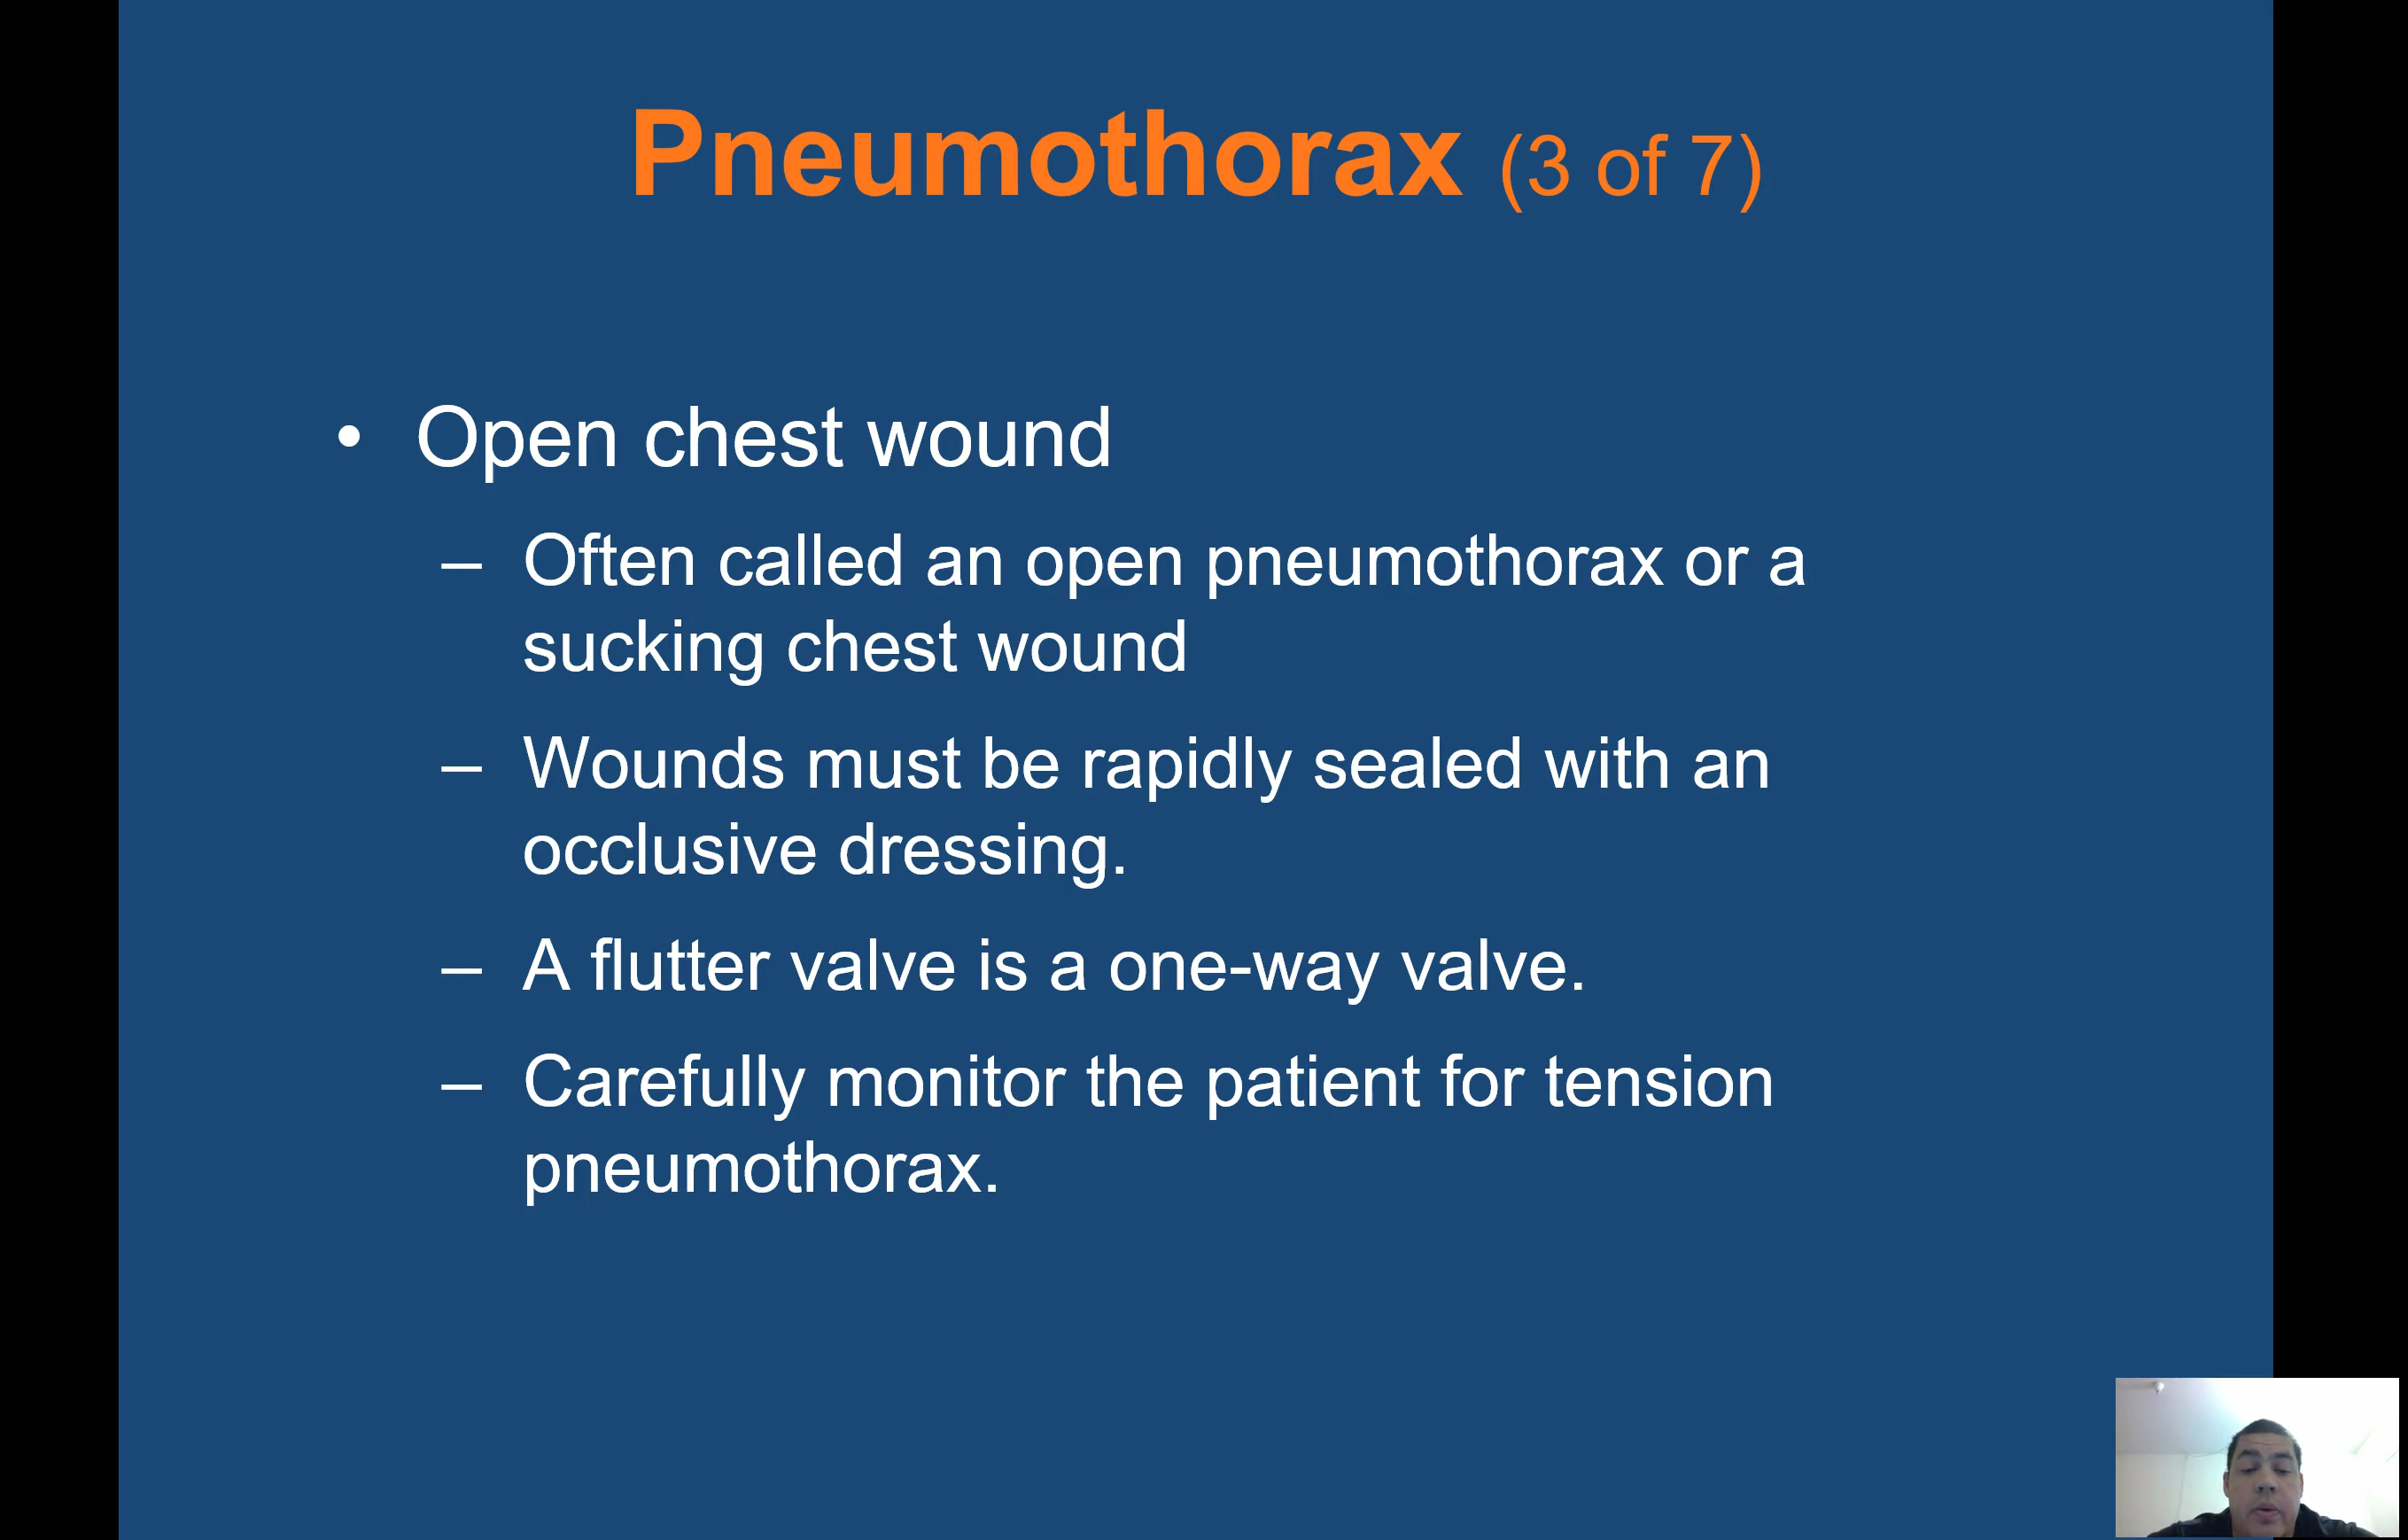 Pneumothorax (3 of 7)
• Open chest wound
– Often called an open pneumothorax or a
sucking chest wound
– Wounds must be rapidly sealed with an
occlusive dressing.
– A flutter valve is a one-way valve.
– Carefully monitor the patient for tension
pneumothorax.